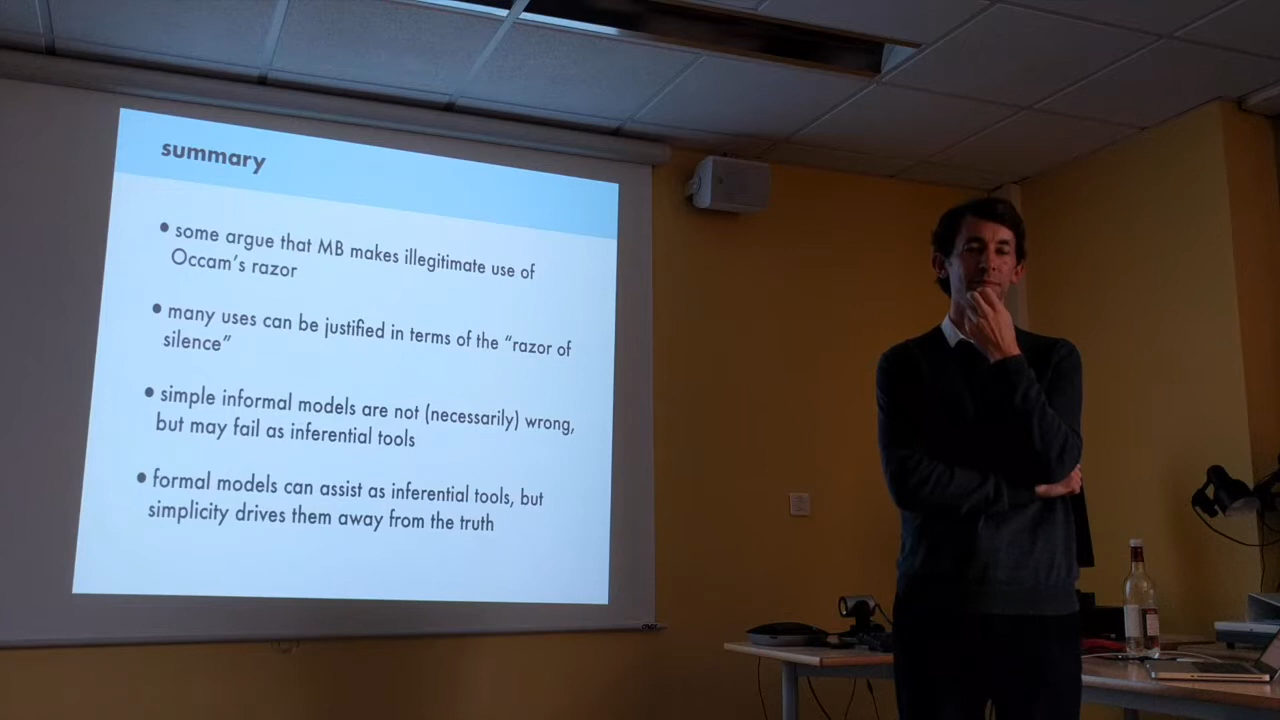 summary
• some argue that MB makes illegitimate use of
Occam's razor
• many uses can be justified in terms of the "razor of
silence"
• simple informal models are not (necessarily) wrong,
but may fail as inferential tools
• formal models can assist as inferential tools, but
simplicity drives them away from the truth